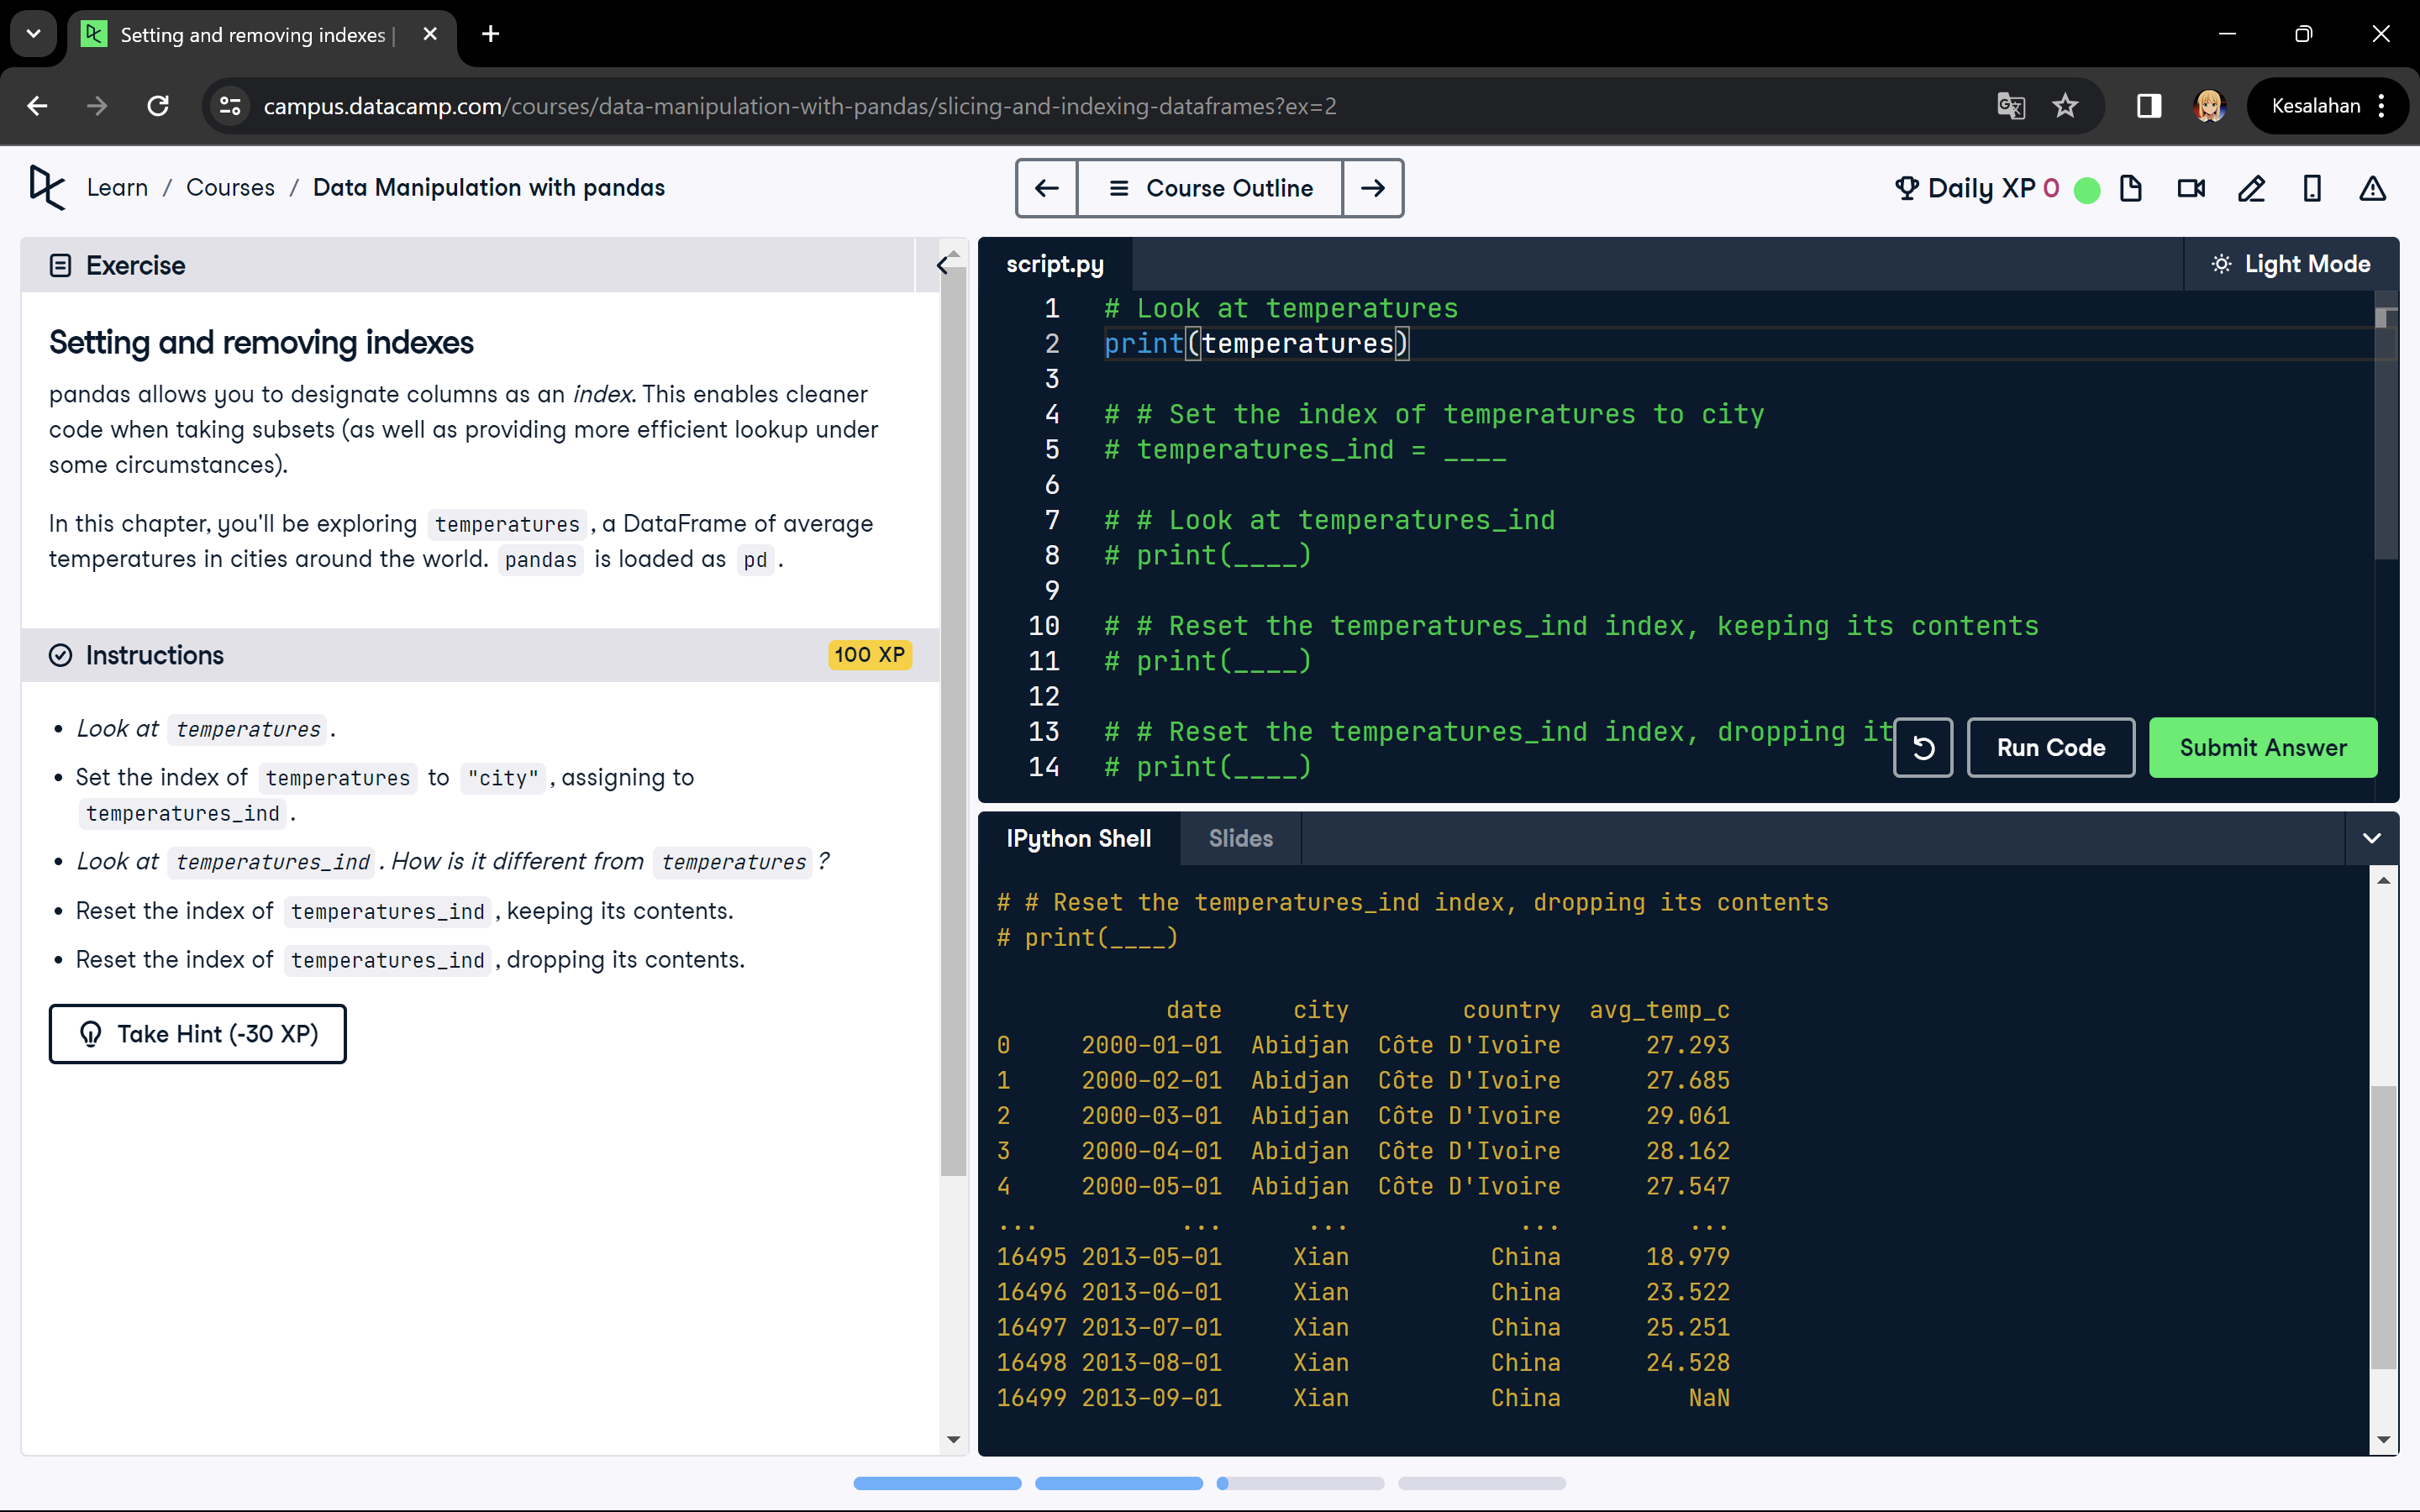 Setting and removing indexes |
campus.datacamp.com/courses/data-manipulation-with-pandas/slicing-and-indexing-dataframes?ex=2
Kesalahan
Learn / Courses / Data Manipulation with pandas
Course Outline
Daily XP 0
Exercise
Setting and removing indexes
pandas allows you to designate columns as an index. This enables cleaner
code when taking subsets (as well as providing more efficient lookup under
some circumstances).
In this chapter, you'll be exploring temperatures, a DataFrame of average
temperatures in cities around the world. pandas is loaded as pd.
Instructions
100 XP
• Look at temperatures.
• Set the index of temperatures to "city", assigning to
temperatures_ind.
• Look at temperatures_ind. How is it different from temperatures?
• Reset the index of temperatures_ind, keeping its contents.
• Reset the index of temperatures_ind, dropping its contents.
Take Hint (-30 XP)
script.py
Light Mode
1 # Look at temperatures
2 print(temperatures)
3
4 # # Set the index of temperatures to city
5 # temperatures_ind = ____
6
7 # # Look at temperatures_ind
8 # print(____)
9
10 # # Reset the temperatures_ind index, keeping its contents
11 # print(____)
12
13 # # Reset the temperatures_ind index, dropping it
14 # print(____)
Run Code
Submit Answer
IPython Shell
Slides
# # Reset the temperatures_ind index, dropping its contents
# print(____)
date city country avg_temp_c
0 2000-01-01 Abidjan Côte D'Ivoire 27.293
1 2000-02-01 Abidjan Côte D'Ivoire 27.685
2 2000-03-01 Abidjan Côte D'Ivoire 29.061
3 2000-04-01 Abidjan Côte D'Ivoire 28.162
4 2000-05-01 Abidjan Côte D'Ivoire 27.547
... ... ... ... ...
16495 2013-05-01 Xian China 18.979
16496 2013-06-01 Xian China 23.522
16497 2013-07-01 Xian China 25.251
16498 2013-08-01 Xian China 24.528
16499 2013-09-01 Xian China NaN